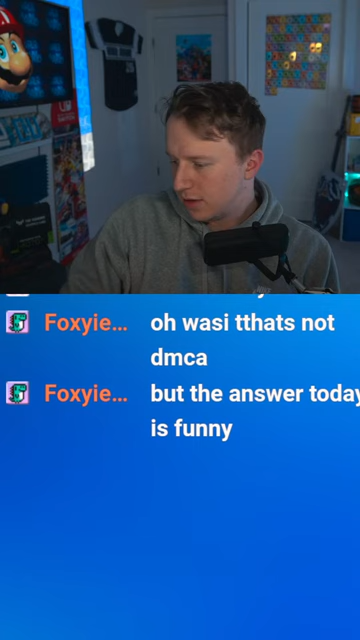 Foxyie... oh wasi tthats not
dmca
Foxyie... but the answer today
is funny